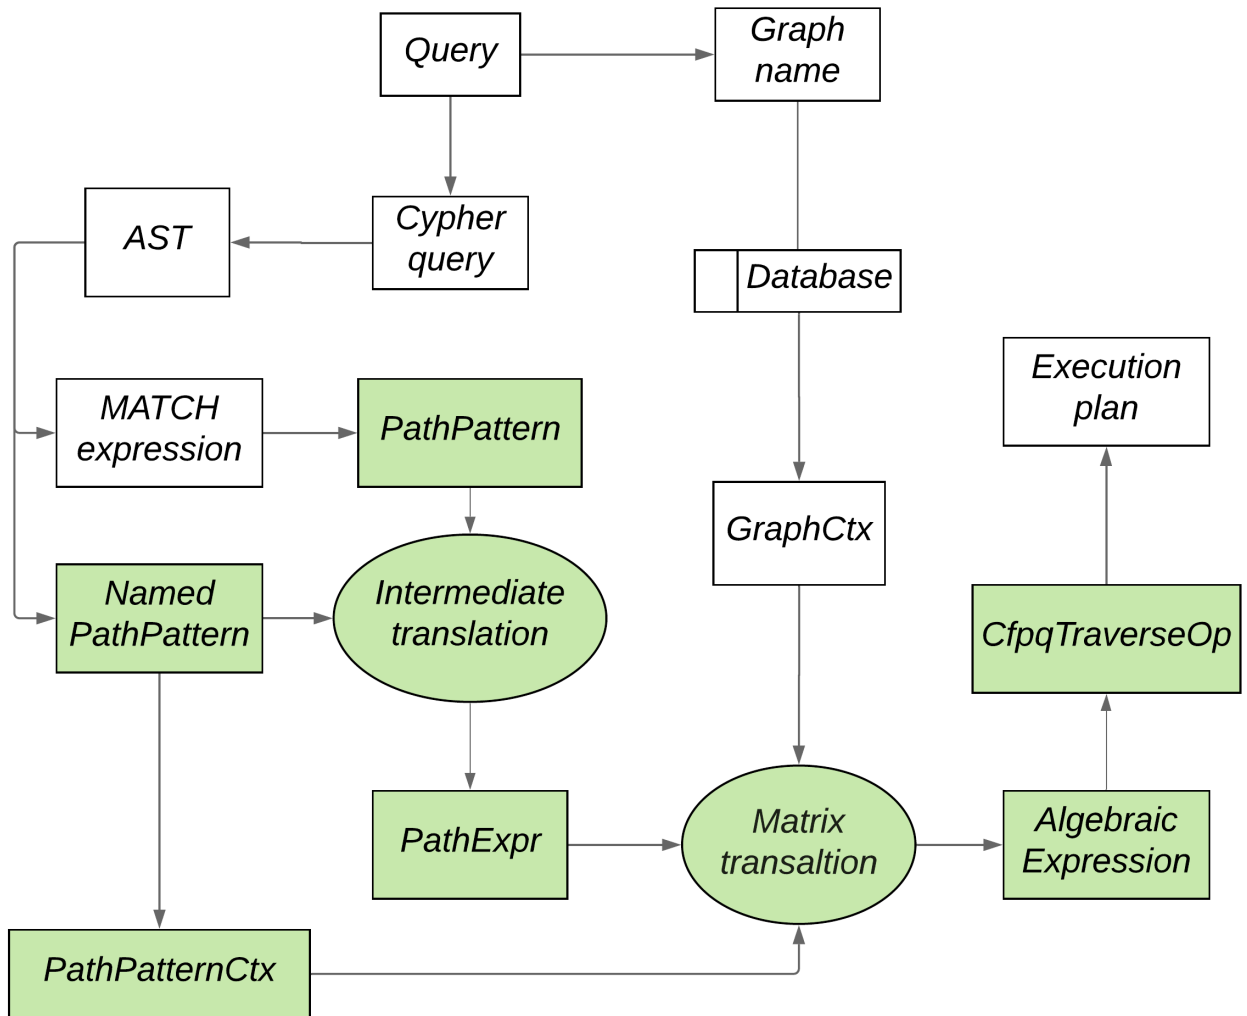 Query
Graph
name
AST
Cypher
query
Database
MATCH
expression
PathPattern
Execution
plan
GraphCtx
Named
PathPattern
Intermediate
translation
CfpqTraverseOp
PathExpr
Matrix
transaltion
Algebraic
Expression
PathPatternCtx